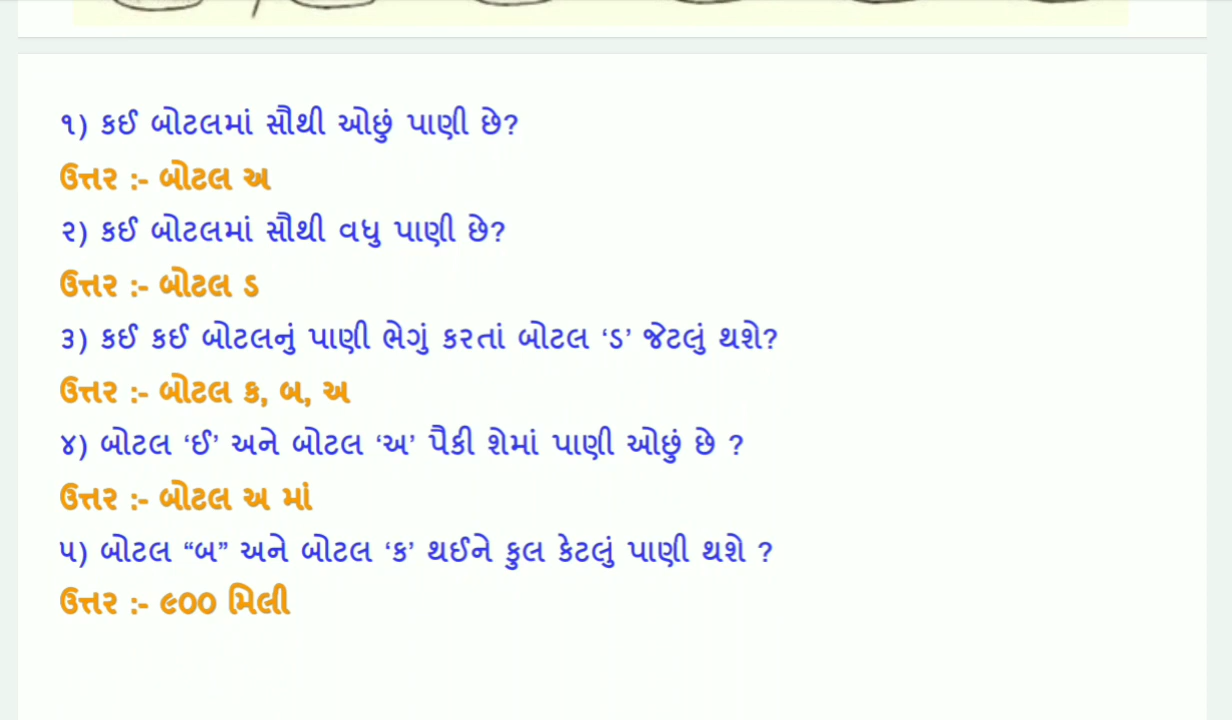 ૧) કઈ બોટલમાં સૌથી ઓછું પાણી છે?
ઉત્તર :- બોટલ અ
૨) કઈ બોટલમાં સૌથી વધુ પાણી છે?
ઉત્તર :- બોટલ ડ
૩) કઈ કઈ બોટલનું પાણી ભેગું કરતાં બોટલ ‘ડ’ જેટલું થશે?
ઉત્તર :- બોટલ ક, બ, અ
૪) બોટલ ‘ઈ’ અને બોટલ ‘અ’ પૈકી શેમાં પાણી ઓછું છે ?
ઉત્તર :- બોટલ અ માં
૫) બોટલ “બ” અને બોટલ ‘ક’ થઈને કુલ કેટલું પાણી થશે ?
ઉત્તર :- ૯૦૦ મિલી